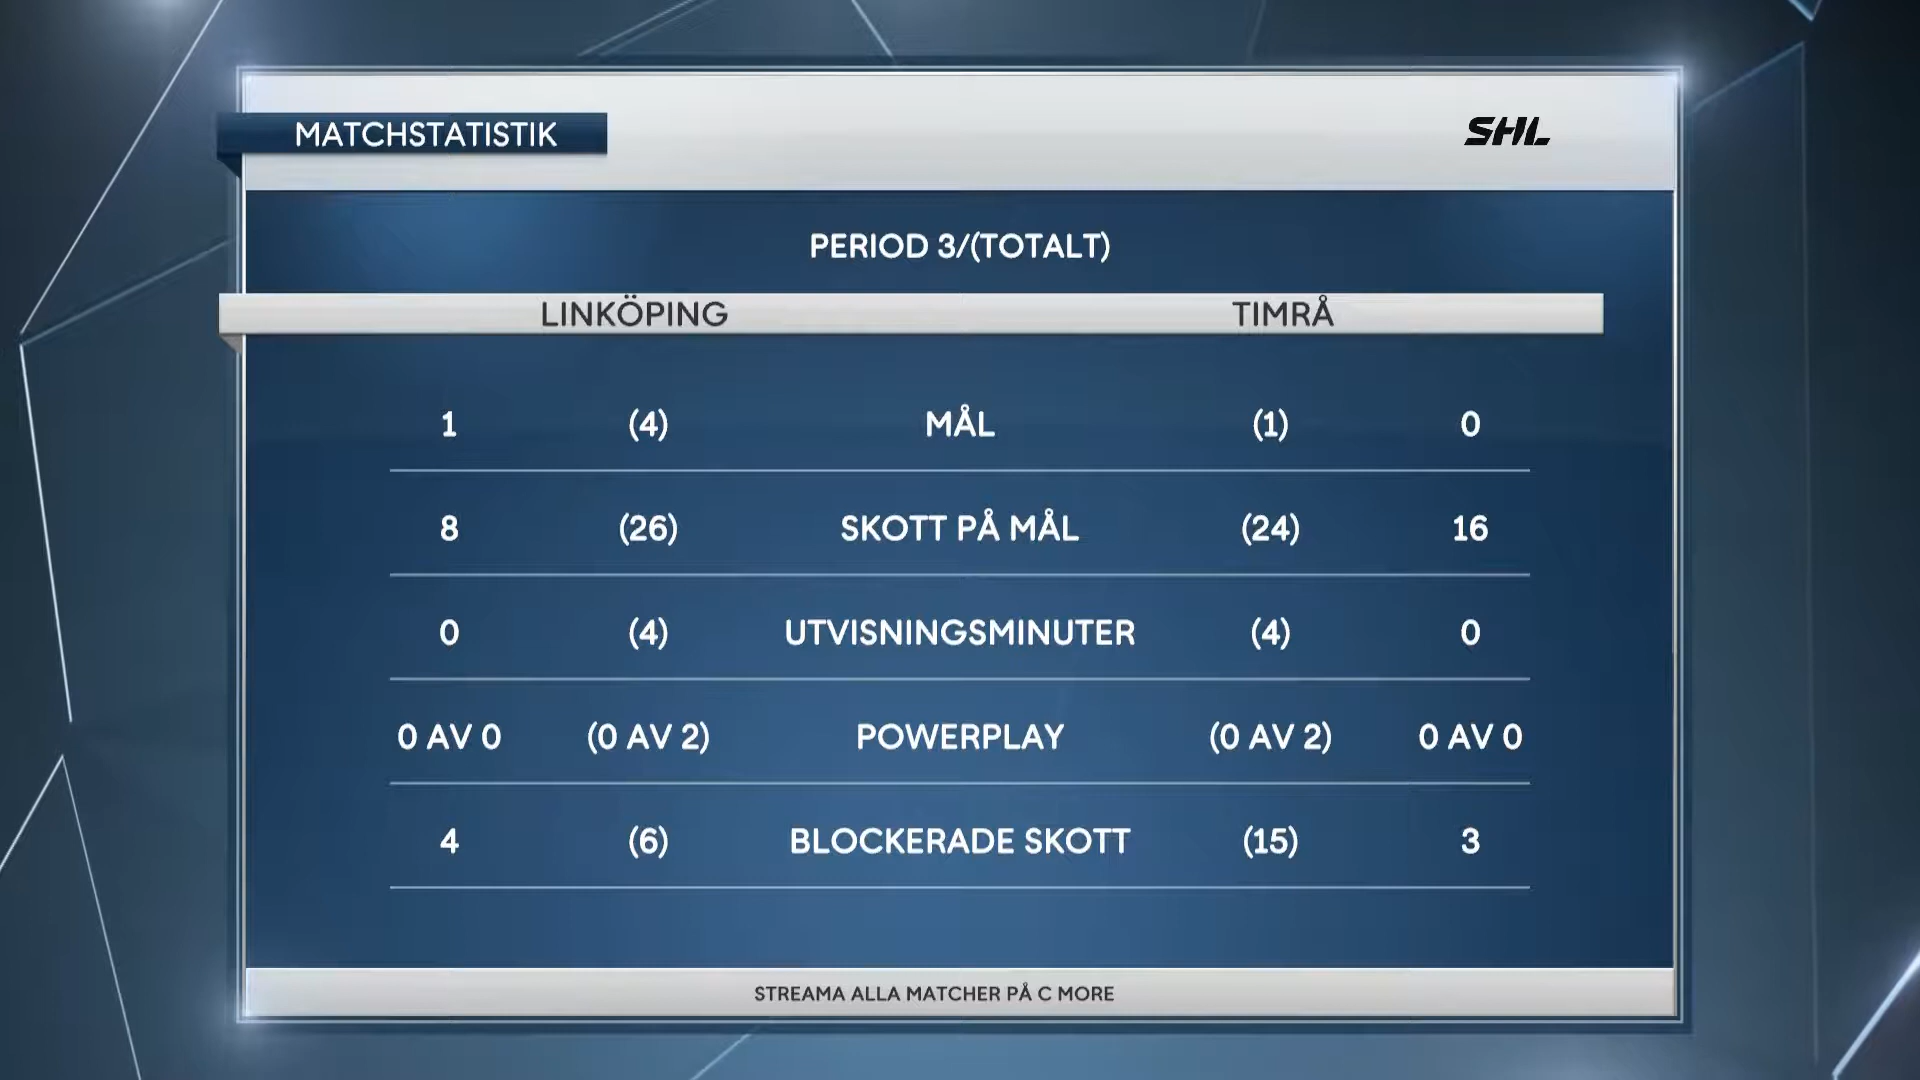 MATCHSTATISTIK
SHL
PERIOD 3/(TOTALT)
LINKÖPING TIMRÅ
1 (4) MÅL (1) 0
8 (26) SKOTT PÅ MÅL (24) 16
0 (4) UTVISNINGSMINUTER (4) 0
0 AV 0 (0 AV 2) POWERPLAY (0 AV 2) 0 AV 0
4 (6) BLOCKERADE SKOTT (15) 3
STREAMA ALLA MATCHER PÅ C MORE